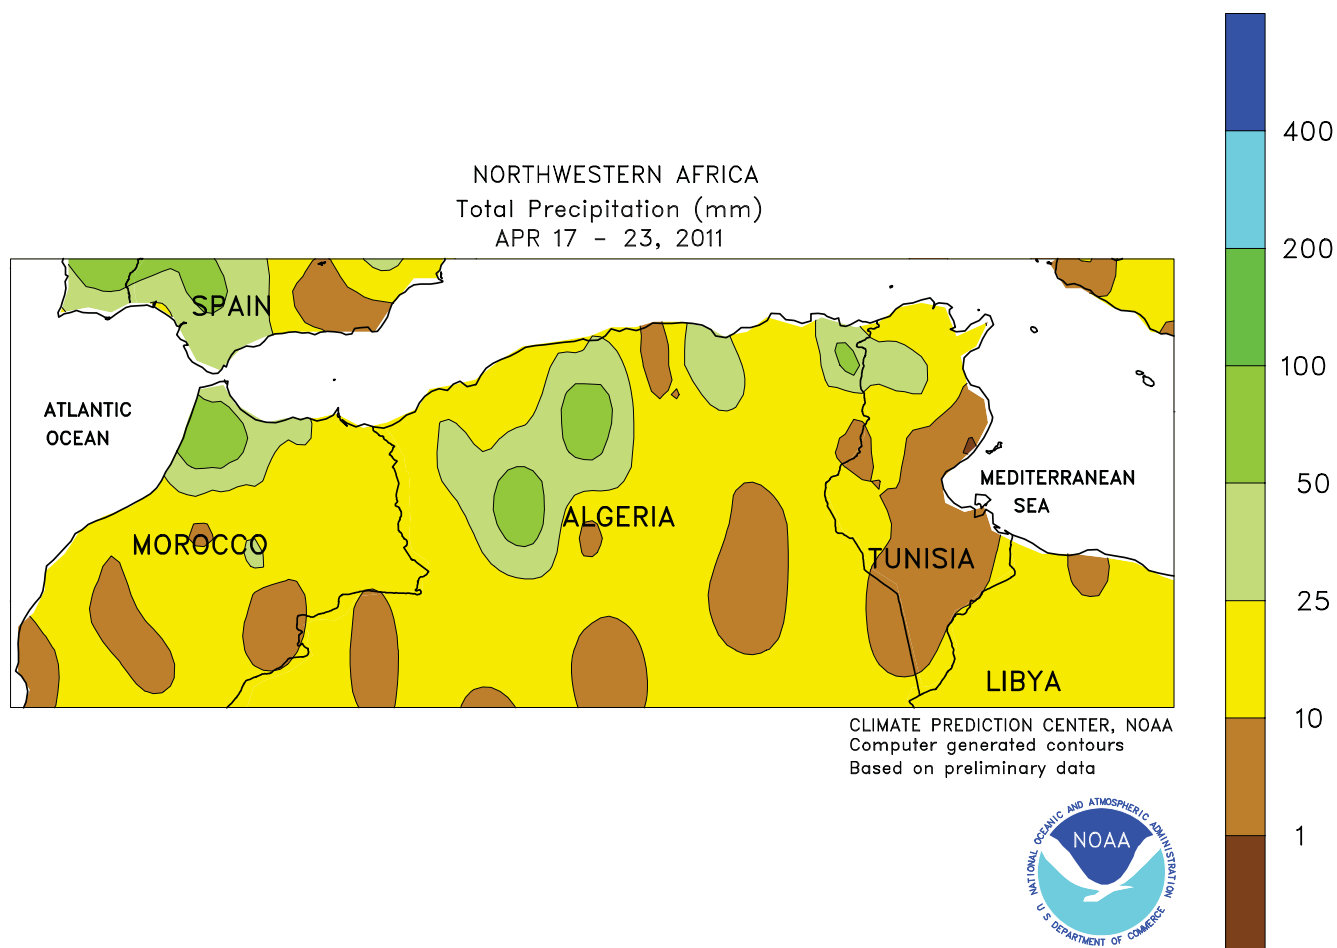 NORTHWESTERN AFRICA
Total Precipitation (mm)
APR 17 - 23, 2011
400
200
100
50
25
10
1
SPAIN
ATLANTIC
OCEAN
MEDITERRANEAN
SEA
ALGERIA
MOROCCO
TUNISIA
LIBYA
CLIMATE PREDICTION CENTER, NOAA
Computer generated contours
Based on preliminary data
NATIONAL OCEANIC AND ATMOSPHERIC ADMINISTRATION
NOAA
U S DEPARTMENT OF COMMERCE